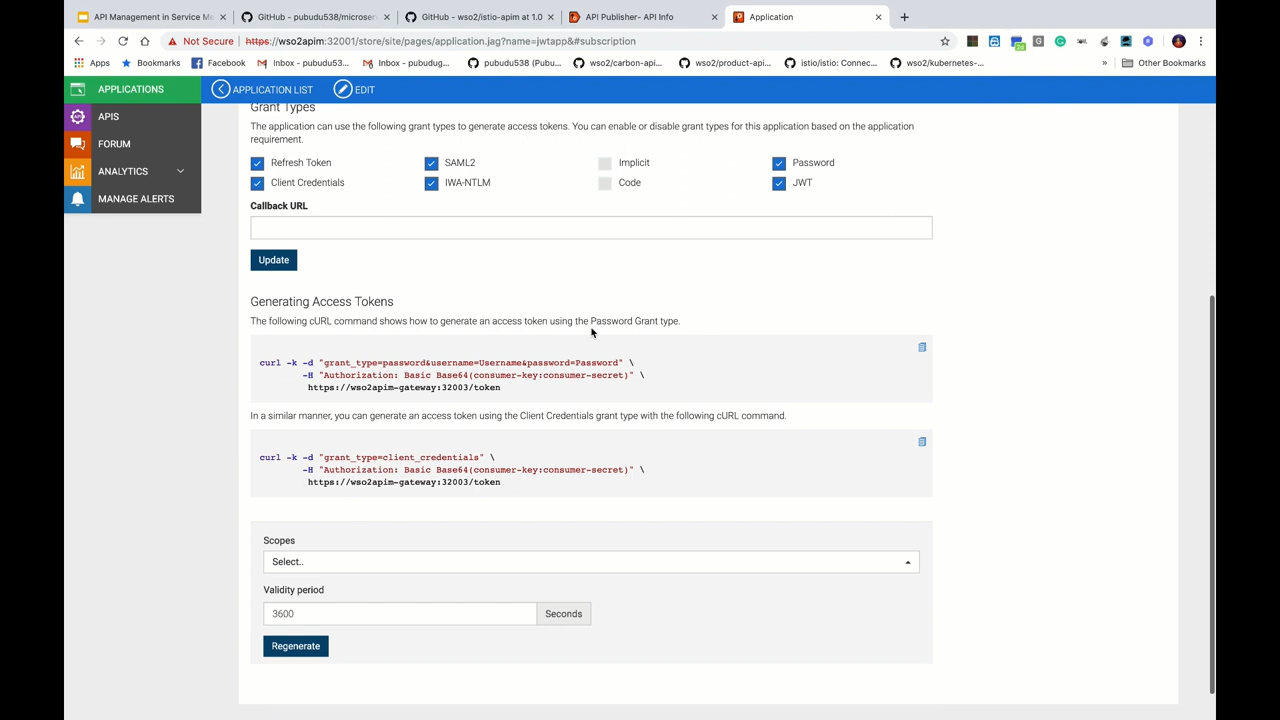 API Management in Service M
GitHub - pubudu538/microser
GitHub - wso2/istio-apim at 1.0
API Publisher- API Info
Application
Not Secure
https://wso2apim:32001/store/site/pages/application.jag?name=jwtapp&#subscription
Apps
Bookmarks
Facebook
Inbox - pubudu53...
Inbox - pubudug...
pubudu538 (Pubu...
wso2/carbon-api...
wso2/product-api...
istio/istio: Connec...
wso2/kubernetes-...
»
Other Bookmarks
APPLICATIONS
APPLICATION LIST
EDIT
APIS
FORUM
ANALYTICS
MANAGE ALERTS
Grant Types
The application can use the following grant types to generate access tokens. You can enable or disable grant types for this application based on the application
requirement.
Refresh Token
SAML2
Implicit
Password
Client Credentials
IWA-NTLM
Code
JWT
Callback URL
Update
Generating Access Tokens
The following cURL command shows how to generate an access token using the Password Grant type.
curl -k -d "grant_type=password&username=Username&password=Password" \
-H "Authorization: Basic Base64(consumer-key:consumer-secret)" \
https://wso2apim-gateway:32003/token
In a similar manner, you can generate an access token using the Client Credentials grant type with the following cURL command.
curl -k -d "grant_type=client_credentials" \
-H "Authorization: Basic Base64(consumer-key:consumer-secret)" \
https://wso2apim-gateway:32003/token
Scopes
Select..
Validity period
3600
Seconds
Regenerate